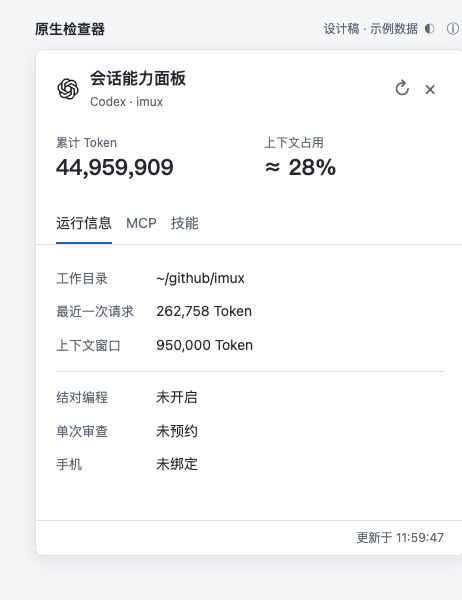 原生检查器 设计稿 · 示例数据
会话能力面板
Codex · imux
累计 Token 上下文占用
44,959,909 ≈ 28%
运行信息 MCP 技能
工作目录 ~/github/imux
最近一次请求 262,758 Token
上下文窗口 950,000 Token
结对编程 未开启
单次审查 未预约
手机 未绑定
更新于 11:59:47